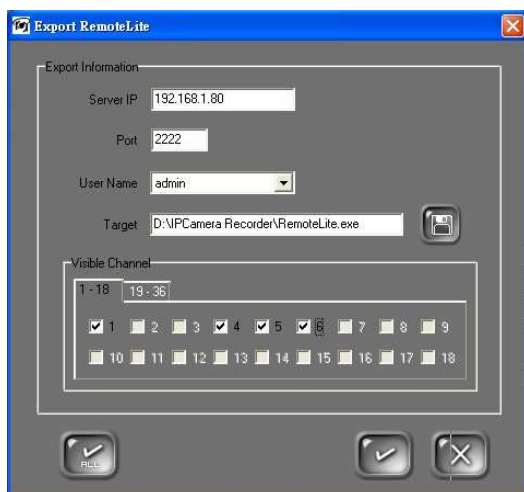 Export RemoteLite
Export Information
Server IP 192.168.1.80
Port 2222
User Name admin
Target D:\IPCamera Recorder\RemoteLite.exe
Visible Channel
1 - 18 19 - 36
1 2 3 4 5 6 7 8 9
10 11 12 13 14 15 16 17 18
ALL